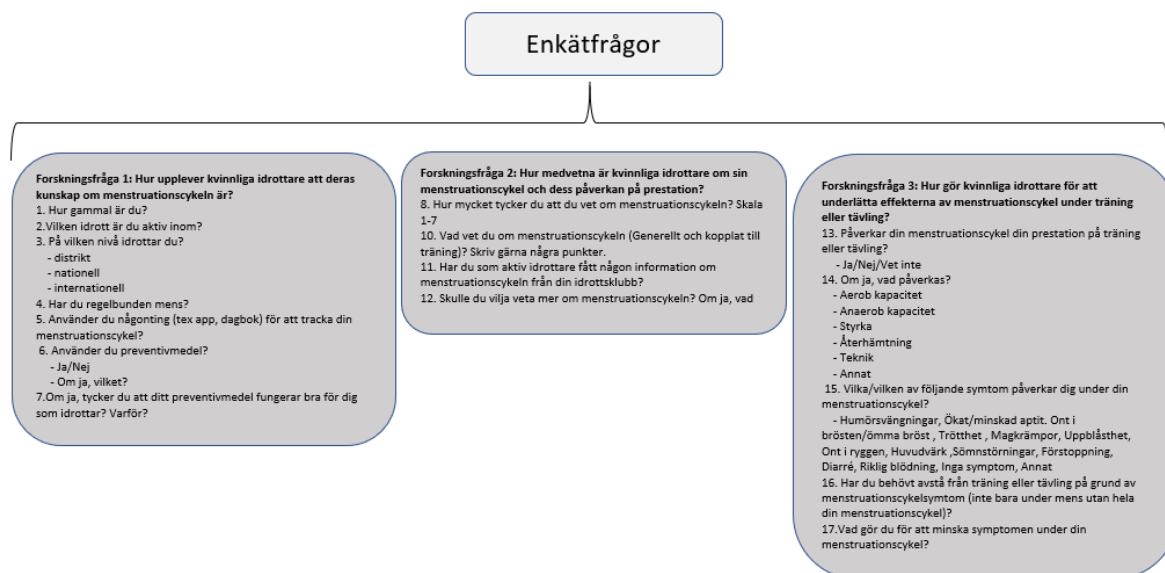 Enkätfrågor
Forskningsfråga 1: Hur upplever kvinnliga idrottare att deras
kunskap om menstruationscykeln är?
1. Hur gammal är du?
2.Vilken idrott är du aktiv inom?
3. På vilken nivå idrottar du?
- distrikt
- nationell
- internationell
4. Har du regelbunden mens?
5. Använder du någonting (tex app, dagbok) för att tracka din
menstruationscykel?
6. Använder du preventivmedel?
- Ja/Nej
- Om ja, vilket?
7.Om ja, tycker du att ditt preventivmedel fungerar bra för dig
som idrottar? Varför?
Forskningsfråga 2: Hur medvetna är kvinnliga idrottare om sin
menstruationscykel och dess påverkan på prestation?
8. Hur mycket tycker du att du vet om menstruationscykeln? Skala
1-7
10. Vad vet du om menstruationscykeln (Generellt och kopplat till
träning)? Skriv gärna några punkter.
11. Har du som aktiv idrottare fått någon information om
menstruationscykeln från din idrottsklubb?
12. Skulle du vilja veta mer om menstruationscykeln? Om ja, vad
Forskningsfråga 3: Hur gör kvinnliga idrottare för att
underlätta effekterna av menstruationscykel under träning
eller tävling?
13. Påverkar din menstruationscykel din prestation på träning
eller tävling?
- Ja/Nej/Vet inte
14. Om ja, vad påverkas?
- Aerob kapacitet
- Anaerob kapacitet
- Styrka
- Återhämtning
- Teknik
- Annat
15. Vilka/vilken av följande symtom påverkar dig under din
menstruationscykel?
- Humörsvängningar, Ökat/minskad aptit. Ont i
brösten/ömma bröst , Trötthet , Magkrämpor, Uppblåsthet,
Ont i ryggen, Huvudvärk ,Sömnstörningar, Förstoppning,
Diarré, Riklig blödning, Inga symptom, Annat
16. Har du behövt avstå från träning eller tävling på grund av
menstruationscykelsymtom (inte bara under mens utan hela
din menstruationscykel)?
17.Vad gör du för att minska symptomen under din
menstruationscykel?